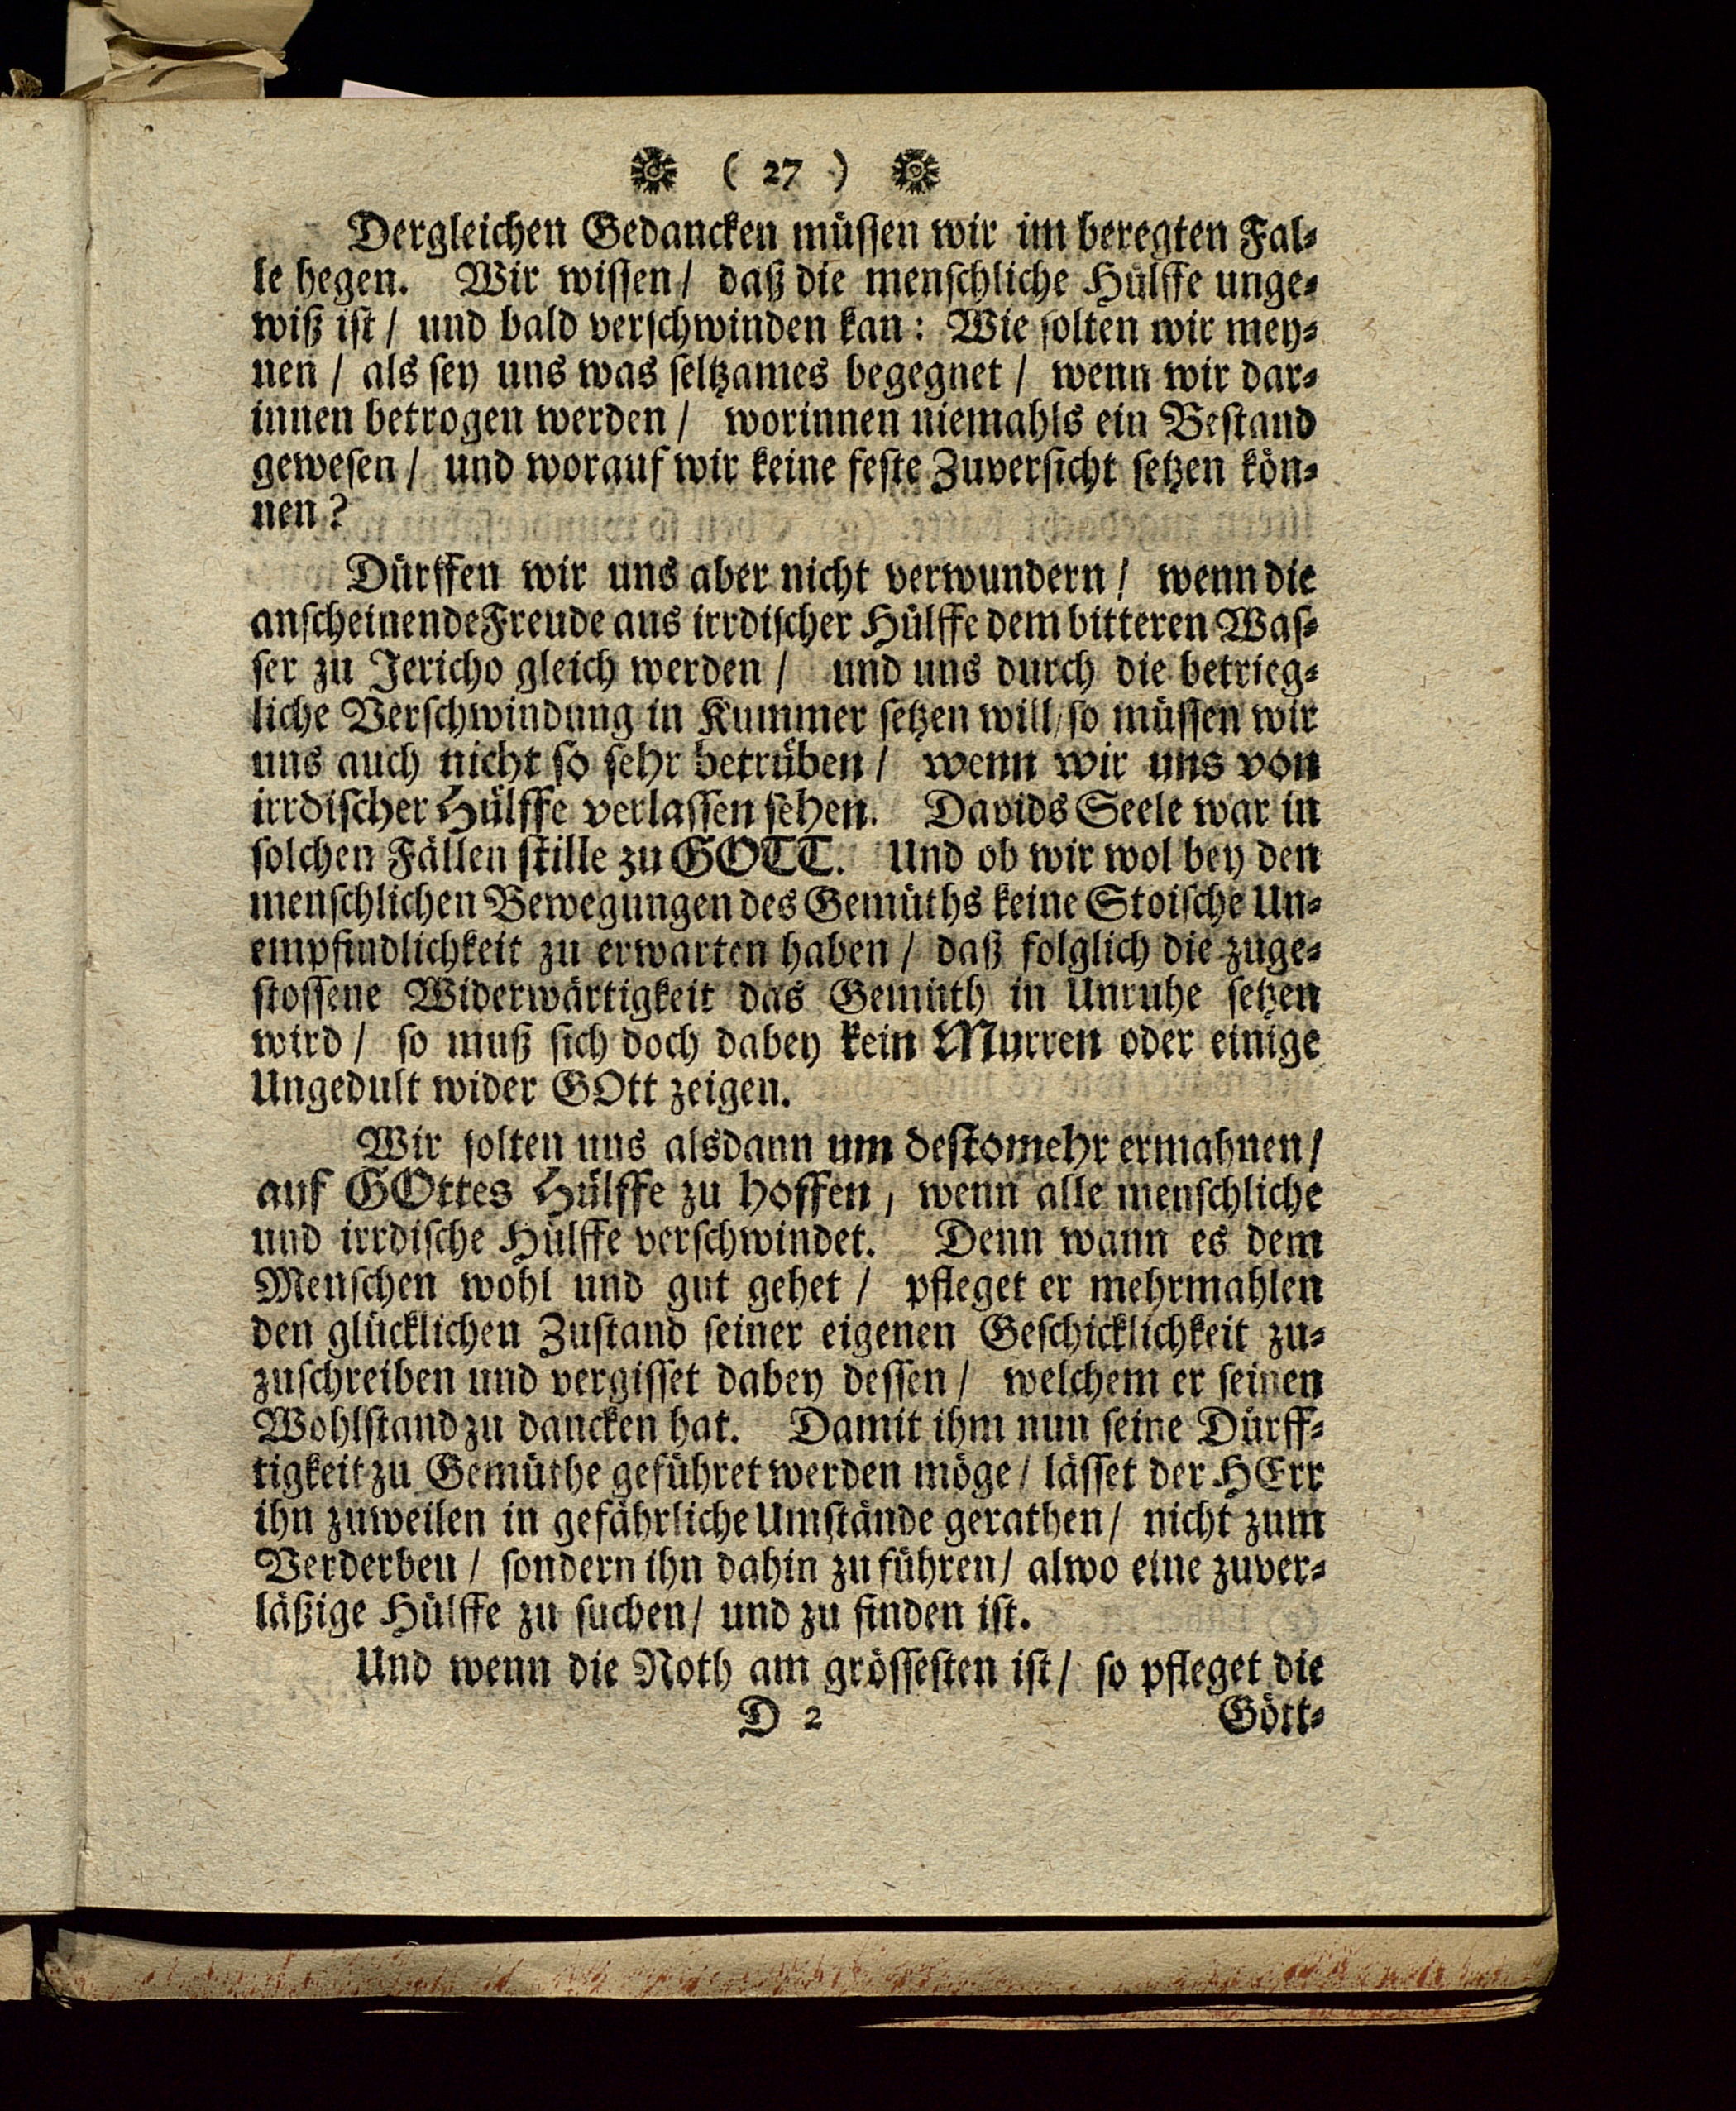 ( 27 )
Dergleichen Gedancken müssen wir im beregten Fal-
le hegen. Wir wissen/ daß die menschliche Hülffe unge-
wiß ist / und bald verschwinden kan: Wie solten wir mey-
nen / als sey uns was seltzames begegnet / wenn wir dar-
innen betrogen werden / worinnen niemahls ein Bestand
gewesen / und worauf wir keine feste Zuversicht setzen kön-
nen?
Dürffen wir uns aber nicht verwundern / wenn die
anscheinende Freude aus irrdischer Hülffe dem bitteren Was-
ser zu Jericho gleich werden / und uns durch die betrieg-
liche Verschwindung in Kummer setzen will/ so müssen wir
uns auch nicht so sehr betrüben / wenn wir uns von
irrdischer Hülffe verlassen sehen. Davids Seele war in
solchen Fällen stille zu GOTT. Und ob wir wol bey den
menschlichen Bewegungen des Gemüths keine Stoische Un-
empfindlichkeit zu erwarten haben / daß folglich die zuge-
stossene Widerwärtigkeit das Gemüth in Unruhe setzen
wird / so muß sich doch dabey kein Murren oder einige
Ungedult wider GOtt zeigen.
Wir solten uns alsdann um destomehr ermahnen /
auf GOttes Hülffe zu hoffen, wenn alle menschliche
und irrdische Hülffe verschwindet. Denn wann es dem
Menschen wohl und gut gehet / pfleget er mehrmahlen
den glücklichen Zustand seiner eigenen Geschicklichkeit zu-
zuschreiben und vergisset dabey dessen / welchem er seinen
Wohlstand zu dancken hat. Damit ihm nun seine Dürff-
tigkeit zu Gemüthe geführet werden möge / lässet der HErr
ihn zuweilen in gefährliche Umstände gerathen/ nicht zum
Verderben / sondern ihn dahin zu führen/ alwo eine zuver-
läßige Hülffe zu suchen/ und zu finden ist.
Und wenn die Noth am grössesten ist/ so pfleget die
D 2 Gött-